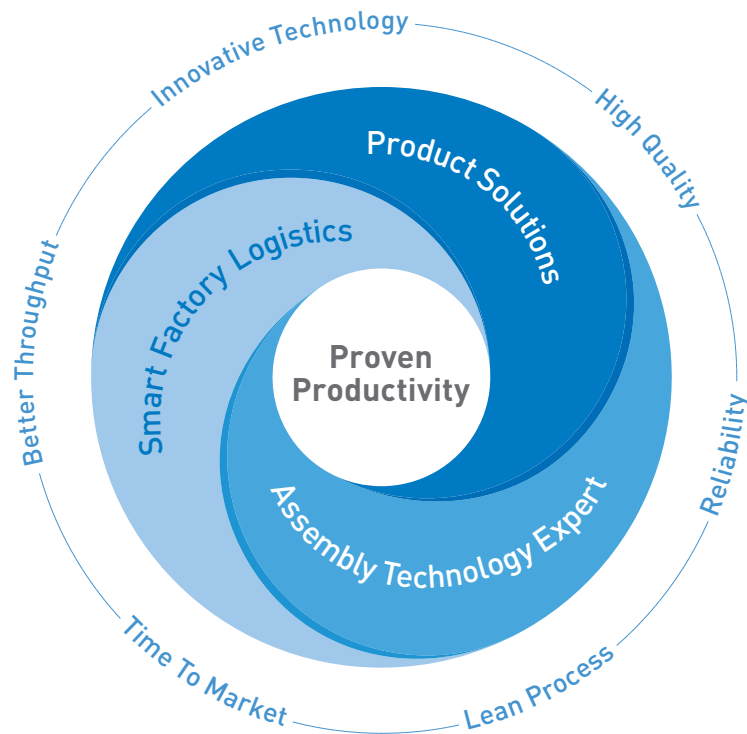 Innovative Technology
High Quality
Reliability
Lean Process
Time To Market
Better Throughput
Product Solutions
Assembly Technology Expert
Smart Factory Logistics
Proven
Productivity